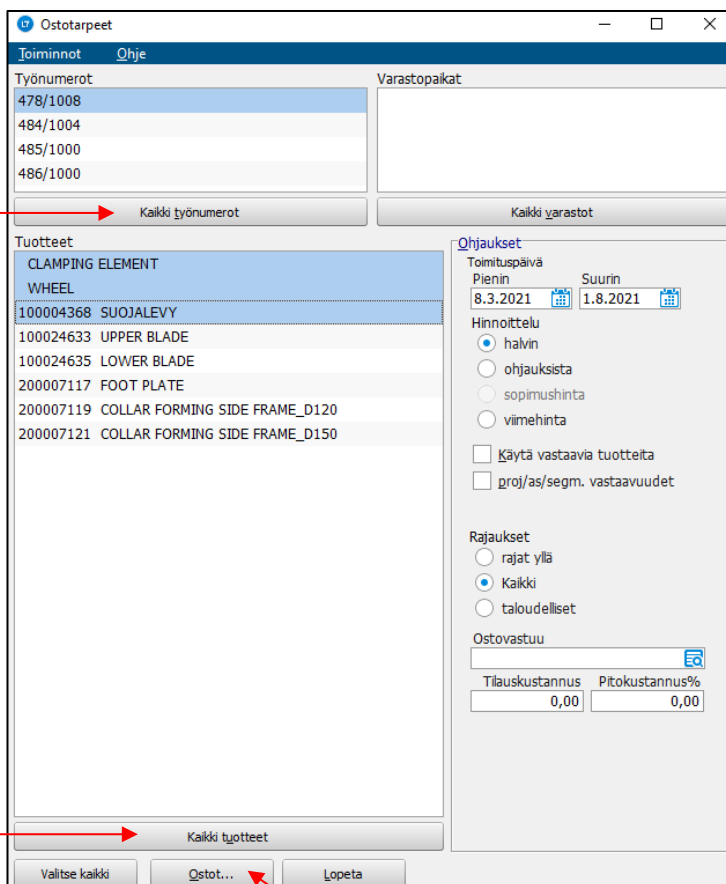 Ostotarpeet
Toiminnot Ohje
Työnumerot
478/1008
484/1004
485/1000
486/1000
Kaikki työnumerot
Varastopaikat
Kaikki varastot
Tuotteet
CLAMPING ELEMENT
WHEEL
100004368 SUOJALEVY
100024633 UPPER BLADE
100024635 LOWER BLADE
200007117 FOOT PLATE
200007119 COLLAR FORMING SIDE FRAME_D120
200007121 COLLAR FORMING SIDE FRAME_D150
Kaikki tuotteet
Ohjaukset
Toimituspäivä
Pienin Suurin
8.3.2021 1.8.2021
Hinnoittelu
halvin
ohjauksista
sopimushinta
viimehinta
Käytä vastaavia tuotteita
proj/as/segm. vastaavuudet
Rajaukset
rajat yllä
Kaikki
taloudelliset
Ostovastuu
Tilauskustannus Pitokustannus%
0,00 0,00
Valitse kaikki Ostot... Lopeta